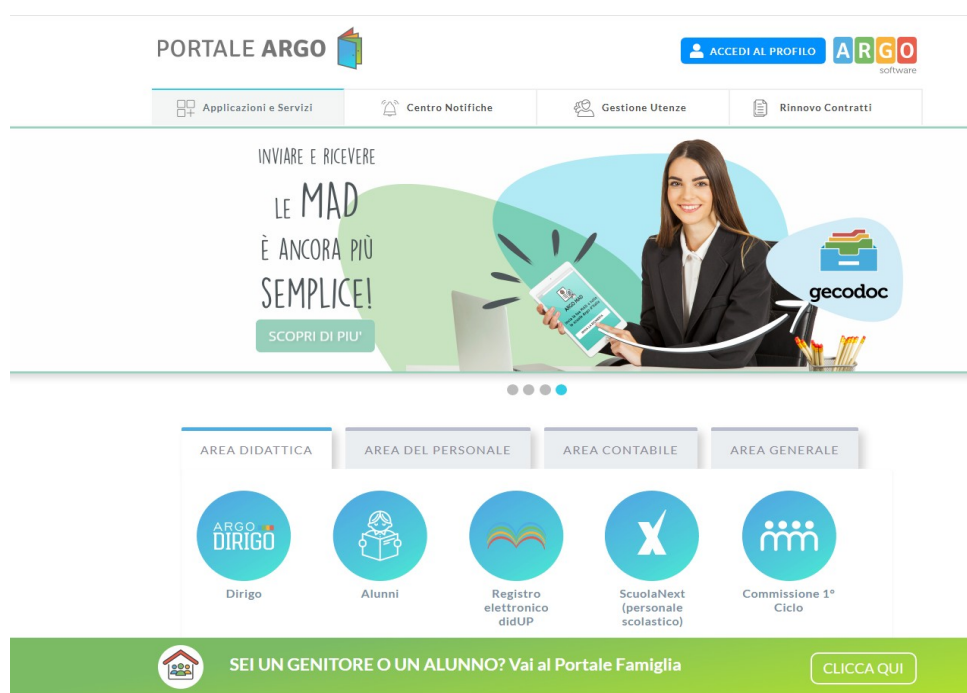 PORTALE ARGO
ACCEDI AL PROFILO
ARGO
software
Applicazioni e Servizi
Centro Notifiche
Gestione Utenze
Rinnovo Contratti
INVIARE E RICEVERE
LE MAD
È ANCORA PIÙ
SEMPLICE!
SCOPRI DI PIU'
ARGO MAD
gecodoc
AREA DIDATTICA
AREA DEL PERSONALE
AREA CONTABILE
AREA GENERALE
ARGO
DIRIGO
Dirigo
Alunni
Registro
elettronico
didUP
ScuolaNext
(personale
scolastico)
Commissione 1°
Ciclo
SEI UN GENITORE O UN ALUNNO? Vai al Portale Famiglia
CLICCA QUI